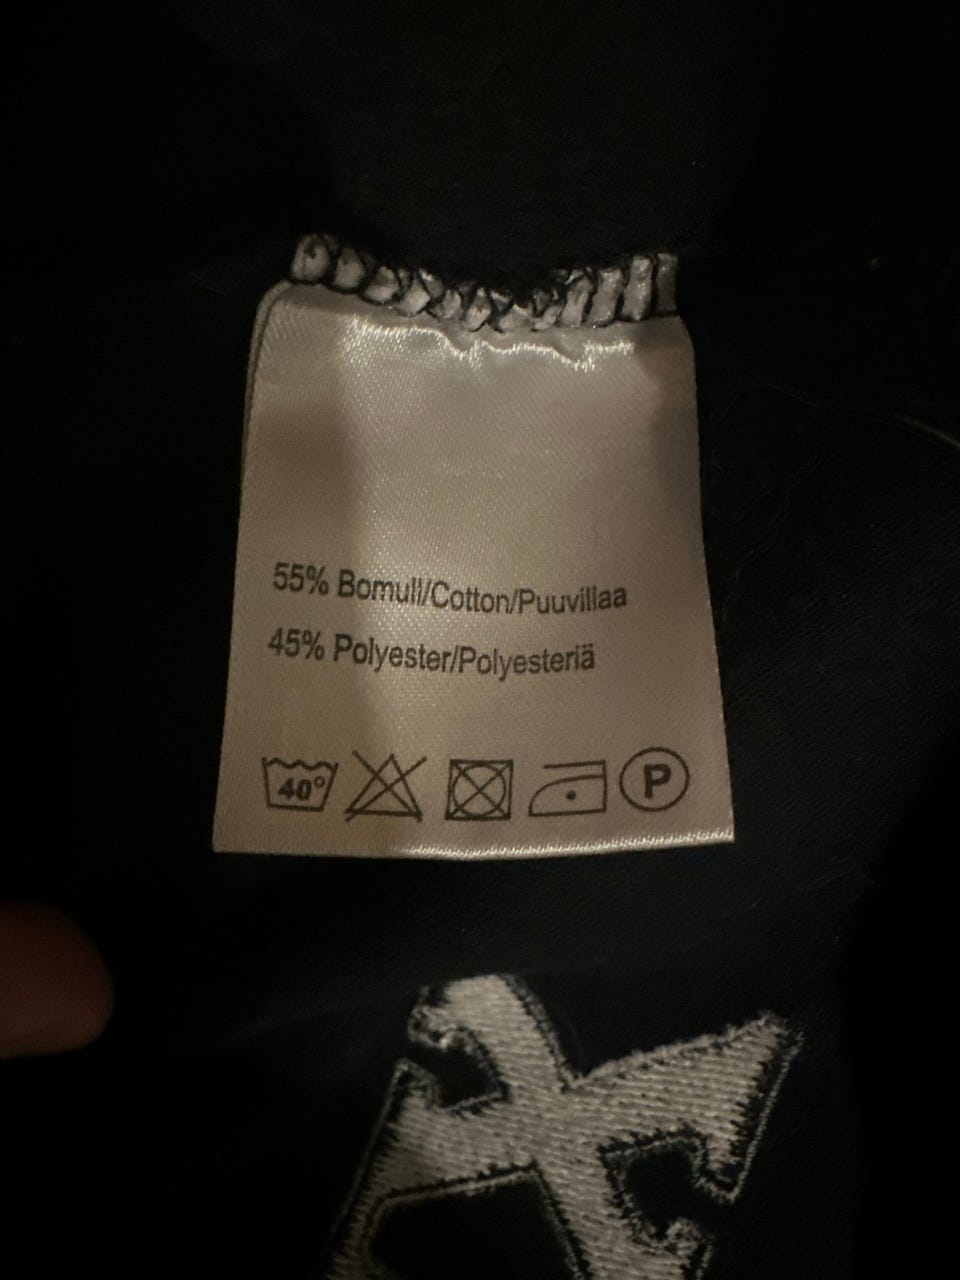 55% Bomull/Cotton/Puuvillaa
45% Polyester/Polyesteriä
40° P